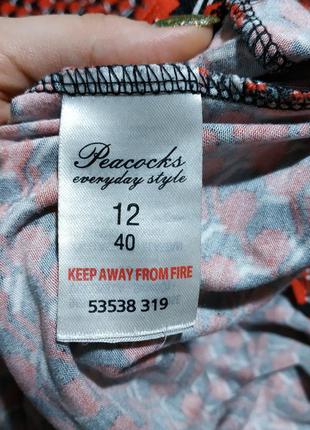 Peacocks
everyday style
12
40
KEEP AWAY FROM FIRE
53538 319